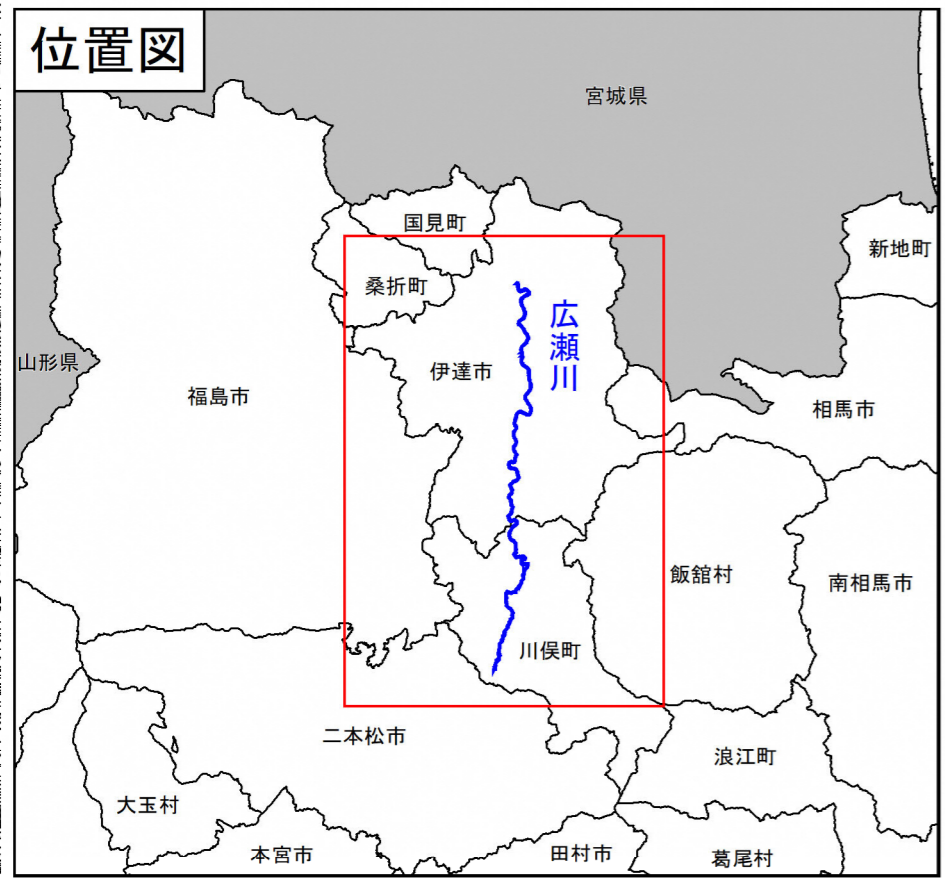 位置図
宮城県
国見町
新地町
桑折町
広瀬川
山形県
伊達市
福島市
相馬市
飯舘村
南相馬市
川俣町
二本松市
浪江町
大玉村
本宮市
田村市
葛尾村